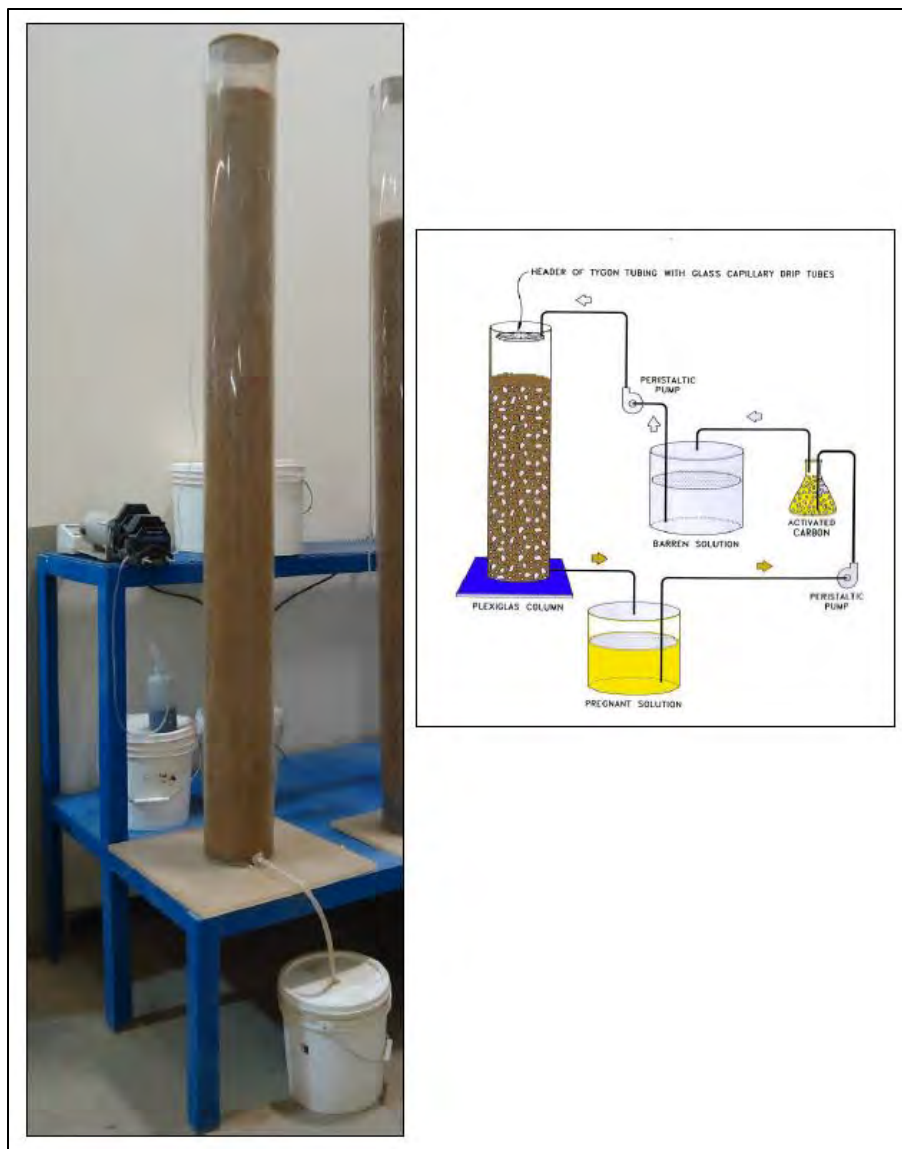 HEADER OF TYGON TUBING WITH GLASS CAPILLARY DRIP TUBES
PERISTALTIC
PUMP
BARREN SOLUTION
ACTIVATED
CARBON
PERISTALTIC
PUMP
PLEXIGLAS COLUMN
PREGNANT SOLUTION